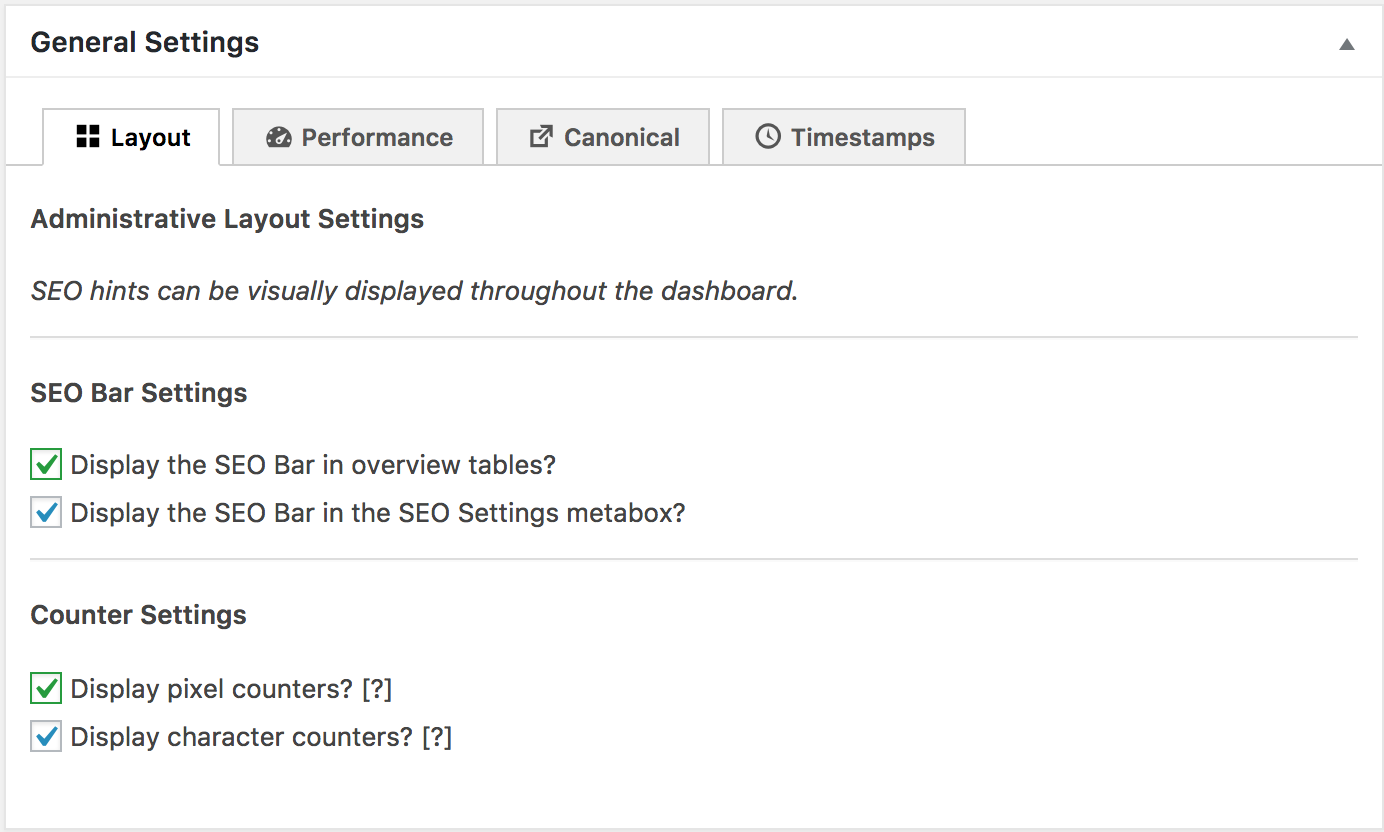 General Settings
Layout Performance Canonical Timestamps
Administrative Layout Settings
SEO hints can be visually displayed throughout the dashboard.
SEO Bar Settings
Display the SEO Bar in overview tables?
Display the SEO Bar in the SEO Settings metabox?
Counter Settings
Display pixel counters? [?]
Display character counters? [?]